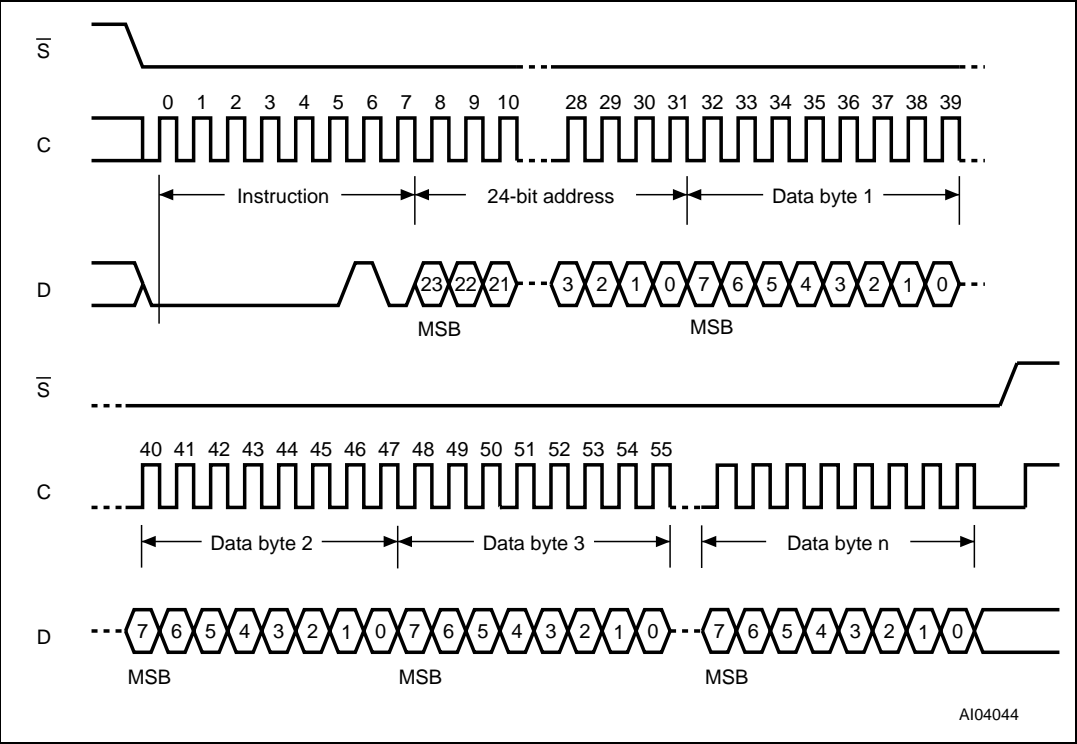 S̅
0 1 2 3 4 5 6 7 8 9 10 28 29 30 31 32 33 34 35 36 37 38 39
C
Instruction 24-bit address Data byte 1
D 23 22 21 3 2 1 0 7 6 5 4 3 2 1 0
MSB MSB
S̅
40 41 42 43 44 45 46 47 48 49 50 51 52 53 54 55
C
Data byte 2 Data byte 3 Data byte n
D 7 6 5 4 3 2 1 0 7 6 5 4 3 2 1 0 7 6 5 4 3 2 1 0
MSB MSB MSB
AI04044